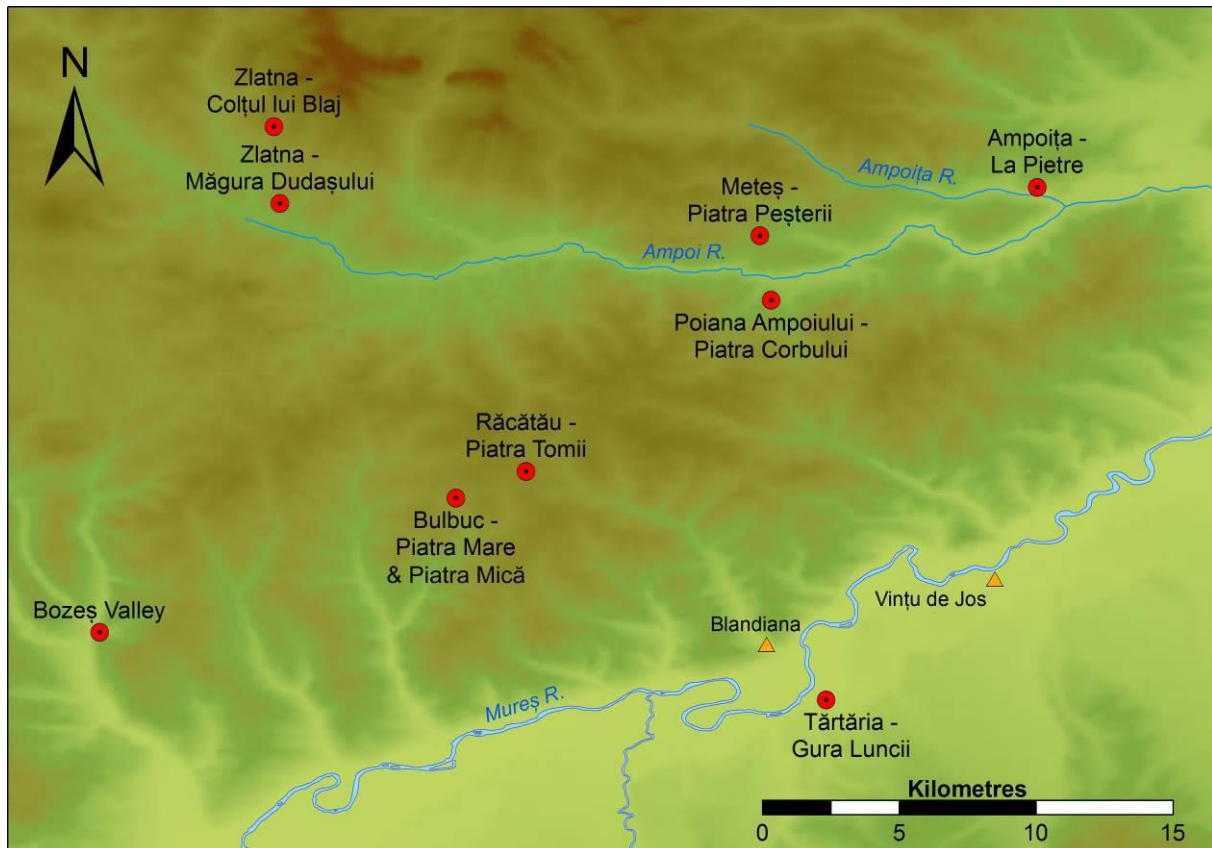 N
Zlatna -
Colțul lui Blaj
Zlatna -
Măgura Dudașului
Ampoița -
La Pietre
Ampoița R.
Meteș -
Piatra Peșterii
Ampoi R.
Poiana Ampoiului -
Piatra Corbului
Răcătău -
Piatra Tomii
Bulbuc -
Piatra Mare
& Piatra Mică
Bozeș Valley
Vințu de Jos
Blandiana
Mureș R.
Tărtăria -
Gura Luncii
Kilometres
0 5 10 15